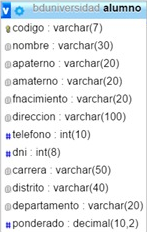 bduniversidad alumno
codigo : varchar(7)
nombre : varchar(30)
apaterno : varchar(20)
amaterno : varchar(20)
fnacimiento : varchar(20)
direccion : varchar(100)
telefono : int(10)
dni : int(8)
carrera : varchar(50)
distrito : varchar(40)
departamento : varchar(20)
ponderado : decimal(10,2)